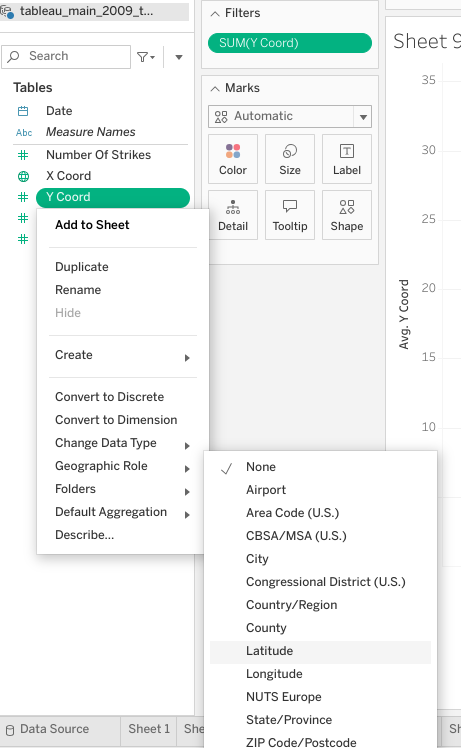 tableau_main_2009_t...
Search
Tables
Date
Abc Measure Names
Number Of Strikes
X Coord
Y Coord
Add to Sheet
Duplicate
Rename
Hide
Create
Convert to Discrete
Convert to Dimension
Change Data Type
Geographic Role
Folders
Default Aggregation
Describe...
Filters
SUM(Y Coord)
Marks
Automatic
Color
Size
Label
Detail
Tooltip
Shape
None
Airport
Area Code (U.S.)
CBSA/MSA (U.S.)
City
Congressional District (U.S.)
Country/Region
County
Latitude
Longitude
NUTS Europe
State/Province
ZIP Code/Postcode
Sheet 9
35
30
25
20
15
10
Avg. Y Coord
Data Source
Sheet 1
She
Sh